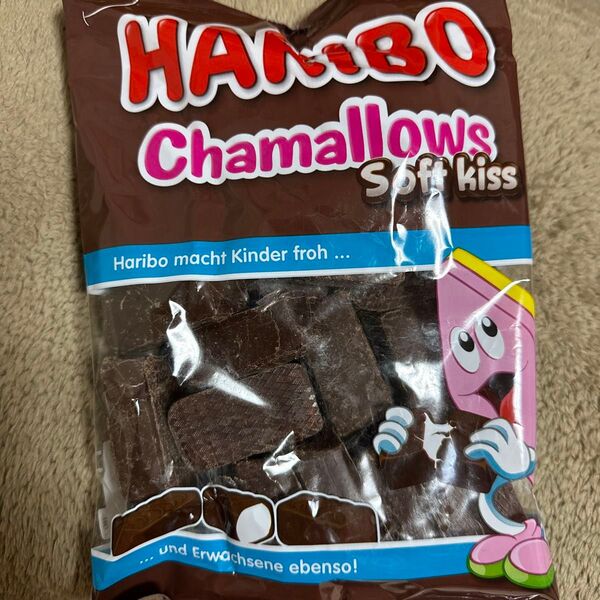 HARIBO
Chamallows
Soft kiss
Haribo macht Kinder froh ...
... und Erwachsene ebenso!